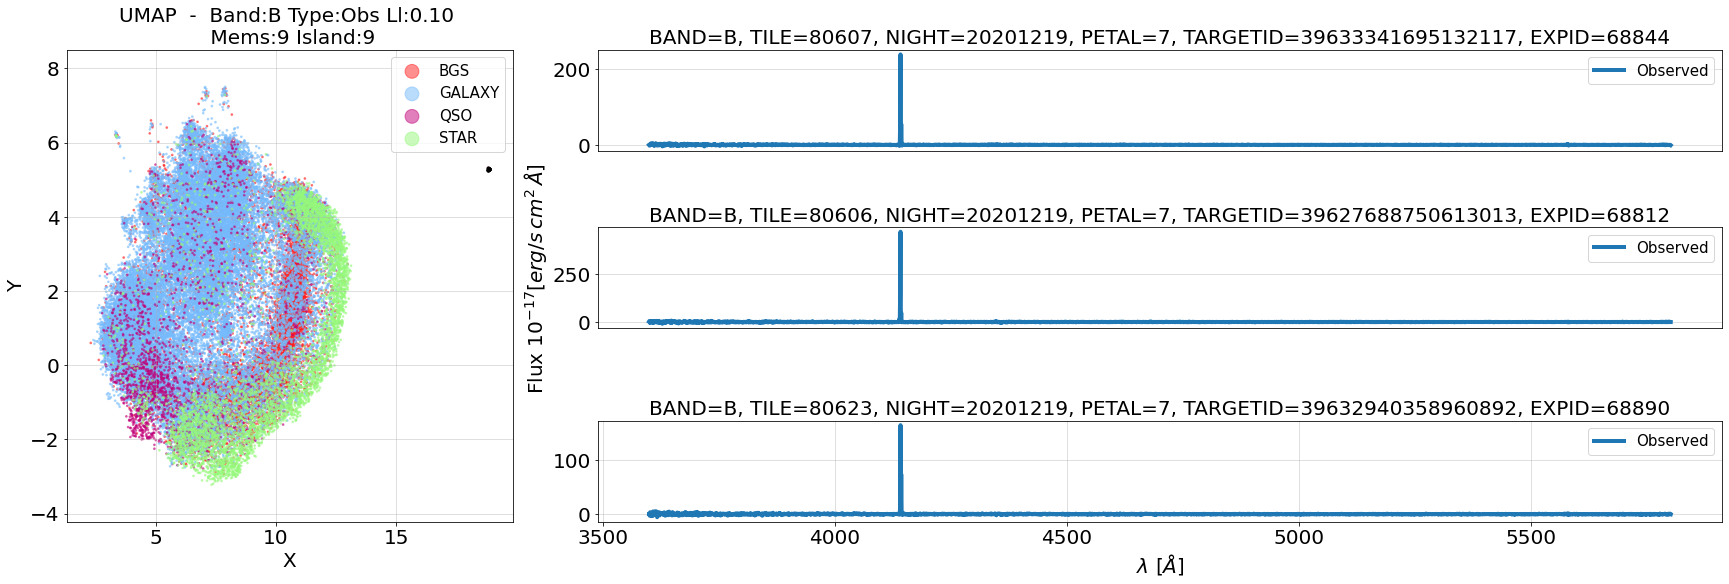 UMAP - Band:B Type:Obs Ll:0.10
Mems:9 Island:9
BGS
GALAXY
QSO
STAR
8
6
4
2
0
−2
−4
Y
5
10
15
X
BAND=B, TILE=80607, NIGHT=20201219, PETAL=7, TARGETID=39633341695132117, EXPID=68844
Observed
200
0
BAND=B, TILE=80606, NIGHT=20201219, PETAL=7, TARGETID=39627688750613013, EXPID=68812
Observed
250
0
Flux 10⁻¹⁷[erg/s cm² Å]
BAND=B, TILE=80623, NIGHT=20201219, PETAL=7, TARGETID=39632940358960892, EXPID=68890
Observed
100
0
3500
4000
4500
5000
5500
λ [Å]